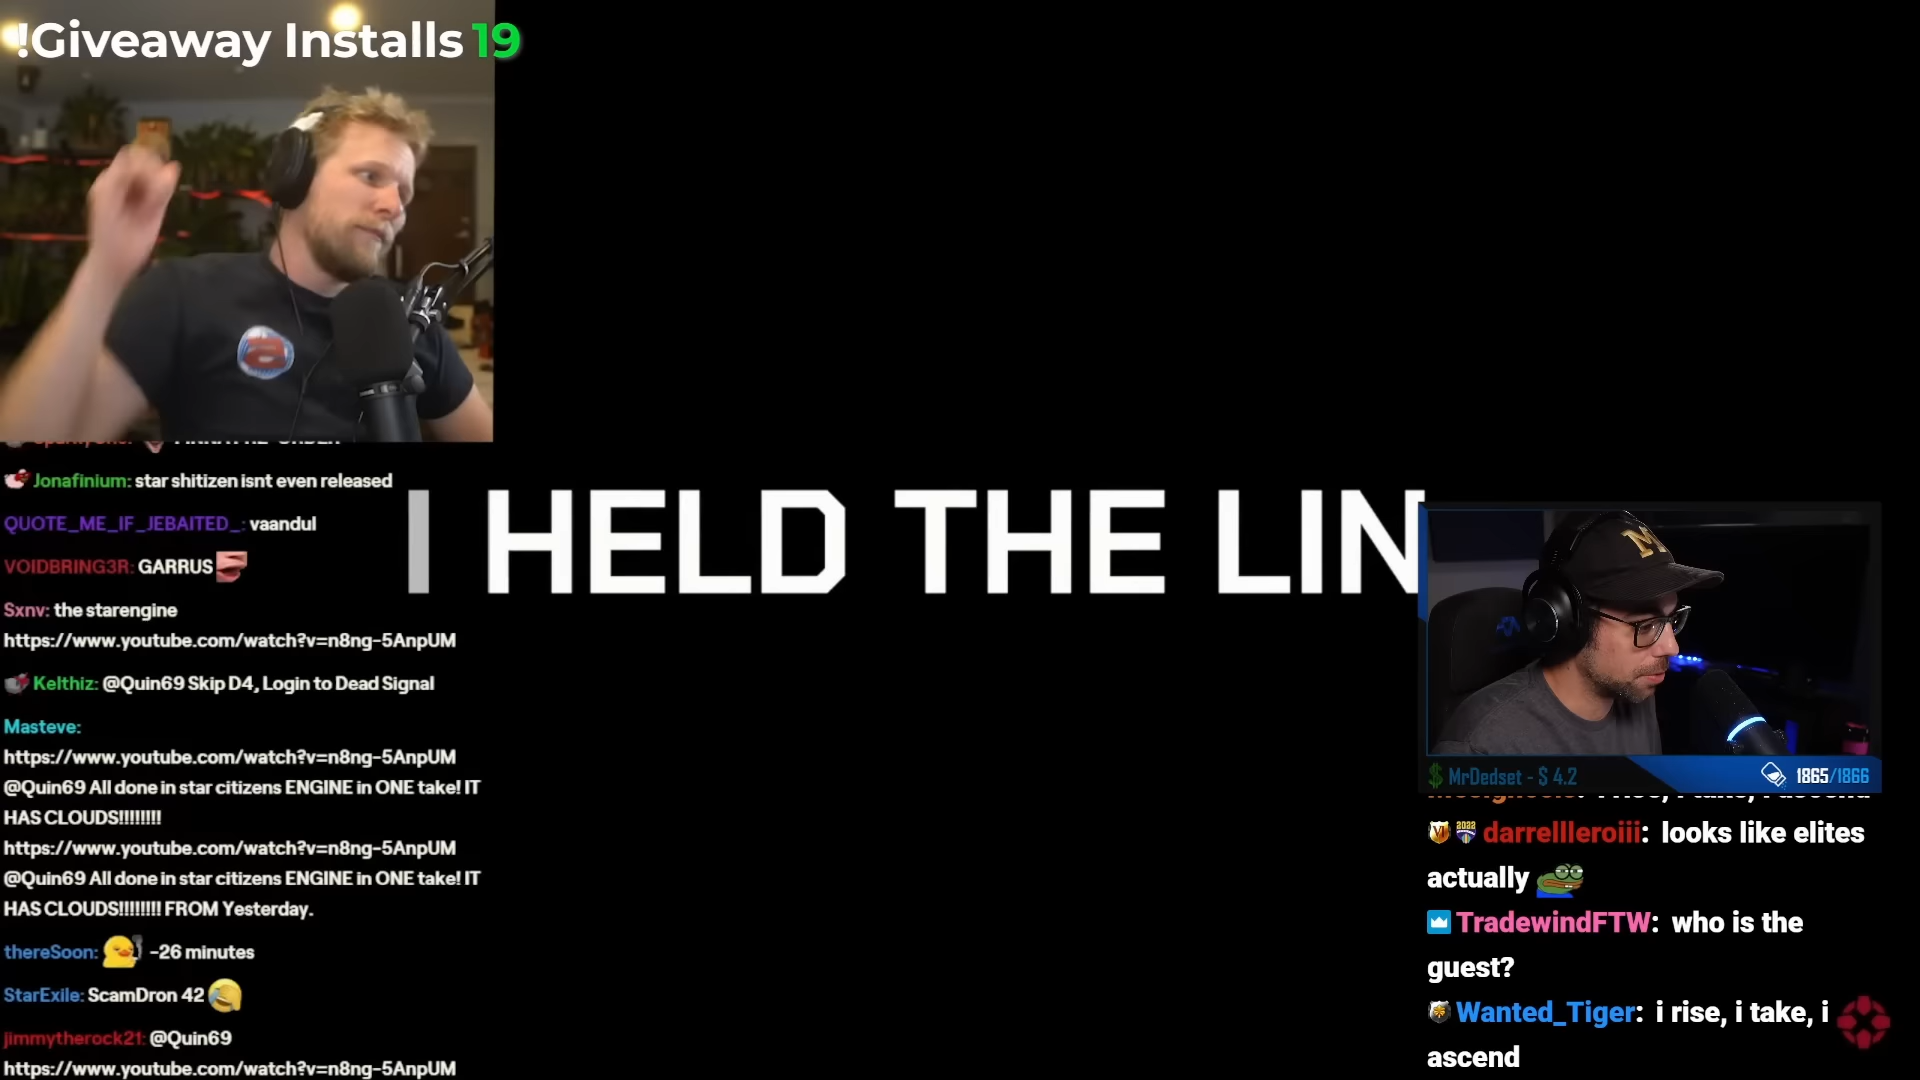 !Giveaway Installs 19
Jonafinium: star shitizen isnt even released
QUOTE_ME_IF_JEBAITED_: vaandul
VOIDBRING3R: GARRUS
Sxnv: the starengine
https://www.youtube.com/watch?v=n8ng-5AnpUM
Kelthiz: @Quin69 Skip D4, Login to Dead Signal
Masteve:
https://www.youtube.com/watch?v=n8ng-5AnpUM
@Quin69 All done in star citizens ENGINE in ONE take! IT
HAS CLOUDS!!!!!!!!
https://www.youtube.com/watch?v=n8ng-5AnpUM
@Quin69 All done in star citizens ENGINE in ONE take! IT
HAS CLOUDS!!!!!!!! FROM Yesterday.
thereSoon: -26 minutes
StarExile: ScamDron 42
jimmytherock21: @Quin69
https://www.youtube.com/watch?v=n8ng-5AnpUM
I HELD THE LIN
M
$ MrDedset - $ 4.2
1865/1866
darrellleroiii: looks like elites
actually
TradewindFTW: who is the
guest?
Wanted_Tiger: i rise, i take, i
ascend